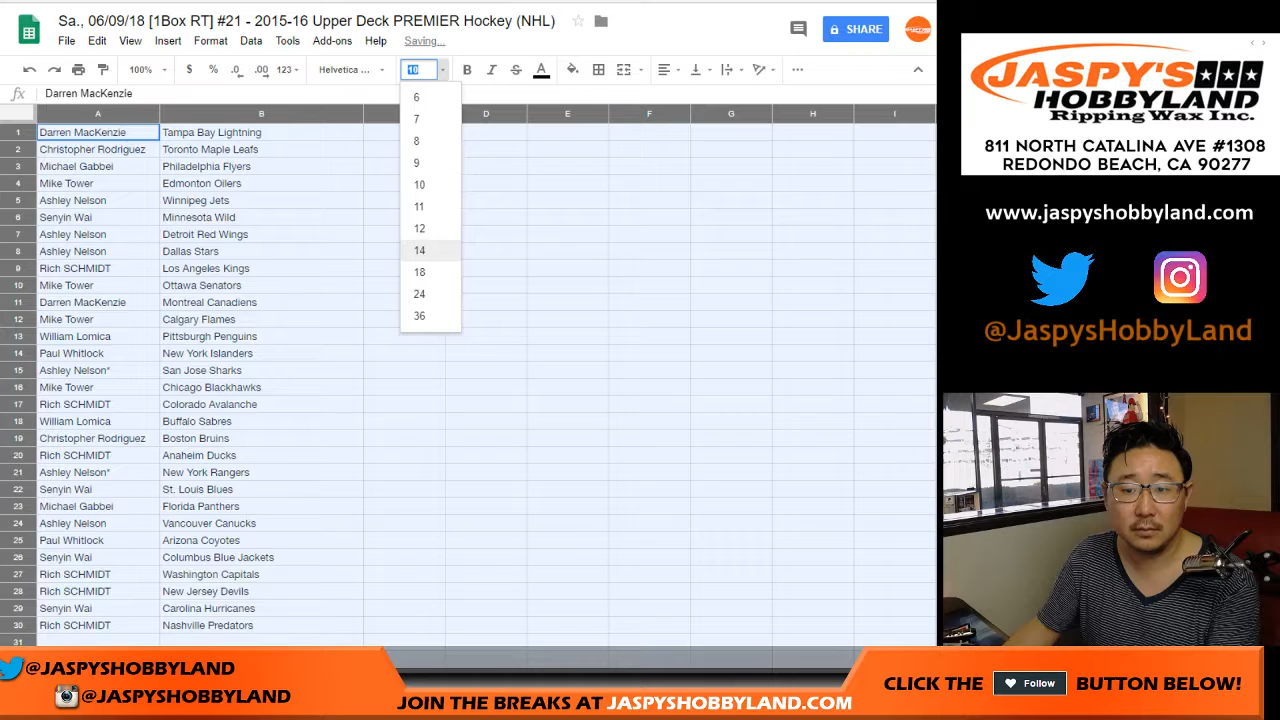 Sa., 06/09/18 [1Box RT] #21 - 2015-16 Upper Deck PREMIER Hockey (NHL)
File Edit View Insert Format Data Tools Add-ons Help Saving...
SHARE
100% $ % .0 .00 123 Helvetica ... 10 B I S A
fx Darren MacKenzie
A B D E F G H I
1 Darren MacKenzie Tampa Bay Lightning
2 Christopher Rodriguez Toronto Maple Leafs
3 Michael Gabbei Philadelphia Flyers
4 Mike Tower Edmonton Oilers
5 Ashley Nelson Winnipeg Jets
6 Senyin Wai Minnesota Wild
7 Ashley Nelson Detroit Red Wings
8 Ashley Nelson Dallas Stars
9 Rich SCHMIDT Los Angeles Kings
10 Mike Tower Ottawa Senators
11 Darren MacKenzie Montreal Canadiens
12 Mike Tower Calgary Flames
13 William Lomica Pittsburgh Penguins
14 Paul Whitlock New York Islanders
15 Ashley Nelson* San Jose Sharks
16 Mike Tower Chicago Blackhawks
17 Rich SCHMIDT Colorado Avalanche
18 William Lomica Buffalo Sabres
19 Christopher Rodriguez Boston Bruins
20 Rich SCHMIDT Anaheim Ducks
21 Ashley Nelson* New York Rangers
22 Senyin Wai St. Louis Blues
23 Michael Gabbei Florida Panthers
24 Ashley Nelson Vancouver Canucks
25 Paul Whitlock Arizona Coyotes
26 Senyin Wai Columbus Blue Jackets
27 Rich SCHMIDT Washington Capitals
28 Rich SCHMIDT New Jersey Devils
29 Senyin Wai Carolina Hurricanes
30 Rich SCHMIDT Nashville Predators
31
6
7
8
9
10
11
12
14
18
24
36
JASPY'S
HOBBYLAND
Ripping Wax Inc.
811 NORTH CATALINA AVE #1308
REDONDO BEACH, CA 90277
www.jaspyshobbyland.com
@JaspysHobbyLand
@JASPYSHOBBYLAND
@JASPYSHOBBYLAND
JOIN THE BREAKS AT JASPYSHOBBYLAND.COM
CLICK THE Follow BUTTON BELOW!